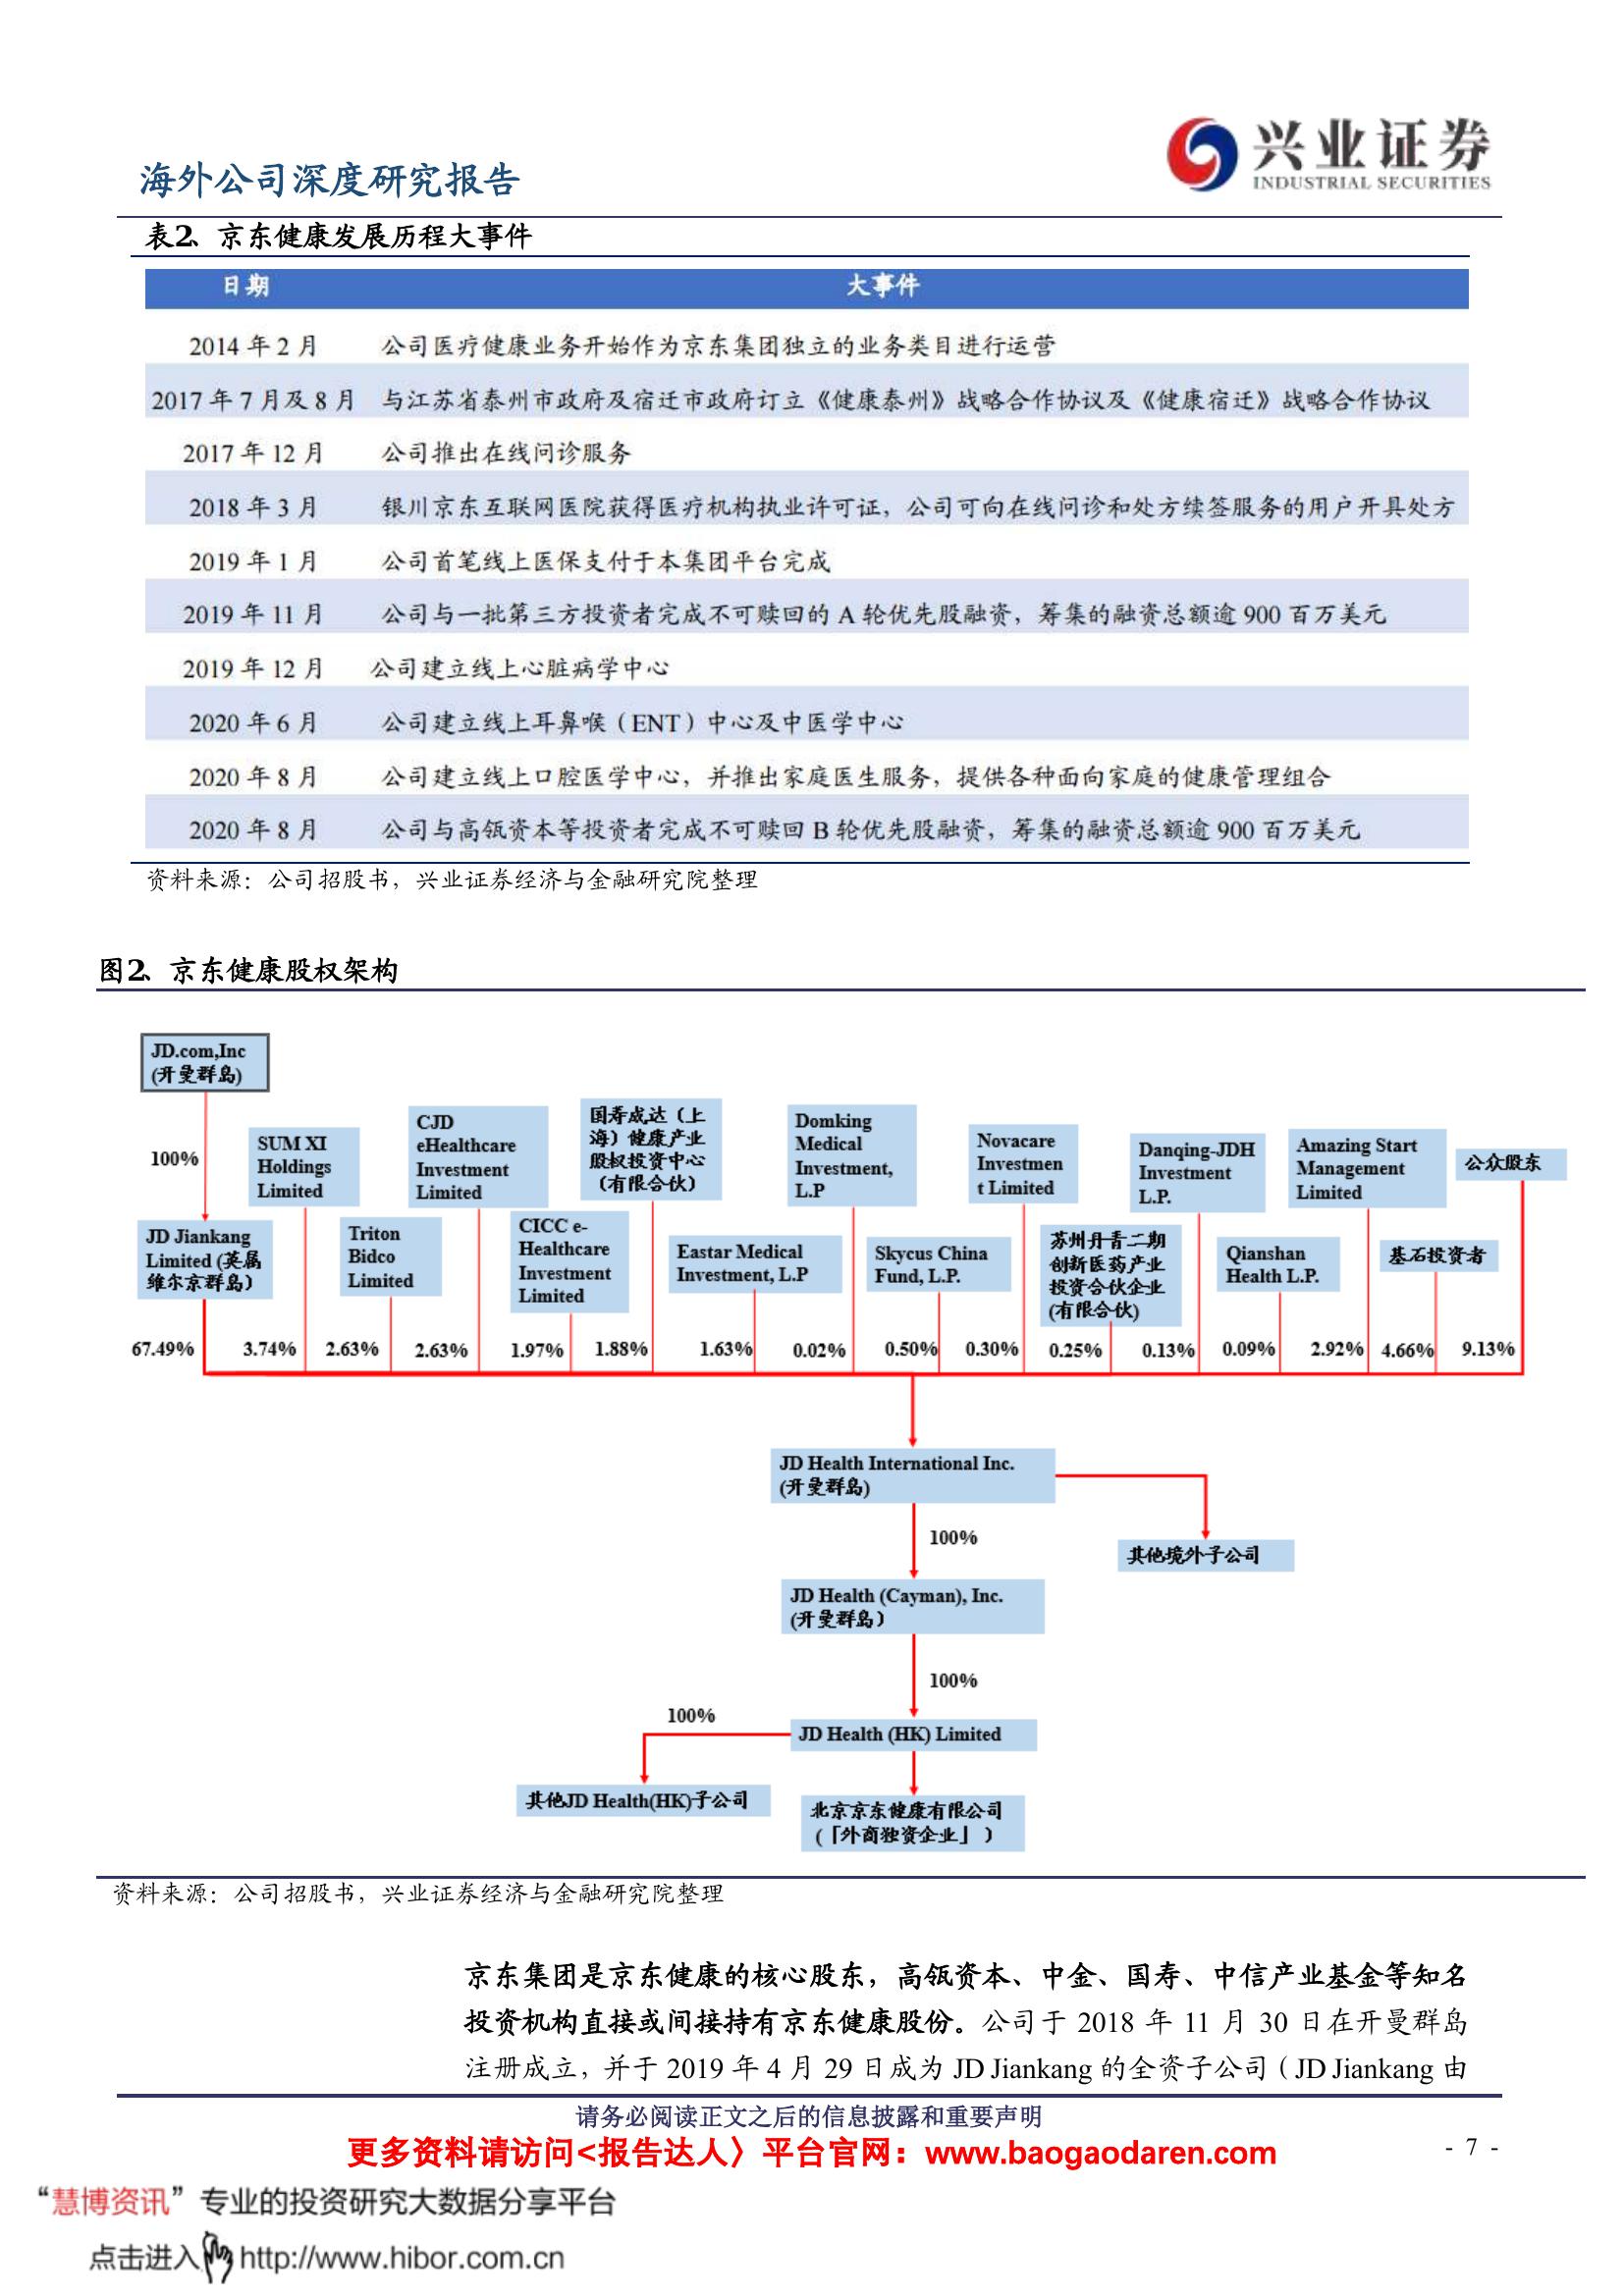 兴业证券
INDUSTRIAL SECURITIES
海外公司深度研究报告
表2、京东健康发展历程大事件
日期 大事件
2014 年 2 月 公司医疗健康业务开始作为京东集团独立的业务类目进行运营
2017 年 7 月及 8 月 与江苏省泰州市政府及宿迁市政府订立《健康泰州》战略合作协议及《健康宿迁》战略合作协议
2017 年 12 月 公司推出在线问诊服务
2018 年 3 月 银川京东互联网医院获得医疗机构执业许可证，公司可向在线问诊和处方续签服务的用户开具处方
2019 年 1 月 公司首笔线上医保支付于本集团平台完成
2019 年 11 月 公司与一批第三方投资者完成不可赎回的 A 轮优先股融资，筹集的融资总额逾 900 百万美元
2019 年 12 月 公司建立线上心脏病学中心
2020 年 6 月 公司建立线上耳鼻喉（ENT）中心及中医学中心
2020 年 8 月 公司建立线上口腔医学中心，并推出家庭医生服务，提供各种面向家庭的健康管理组合
2020 年 8 月 公司与高瓴资本等投资者完成不可赎回 B 轮优先股融资，筹集的融资总额逾 900 百万美元
资料来源：公司招股书，兴业证券经济与金融研究院整理
图2、京东健康股权架构
JD.com,Inc
(开曼群岛)
100%
JD Jiankang
Limited (英属
维尔京群岛）
SUM XI
Holdings
Limited
Triton
Bidco
Limited
CJD
eHealthcare
Investment
Limited
CICC e-
Healthcare
Investment
Limited
国寿成达（上
海）健康产业
股权投资中心
（有限合伙）
Eastar Medical
Investment, L.P
Domking
Medical
Investment,
L.P
Skycus China
Fund, L.P.
Novacare
Investmen
t Limited
苏州丹青二期
创新医药产业
投资合伙企业
(有限合伙)
Danqing-JDH
Investment
L.P.
Qianshan
Health L.P.
Amazing Start
Management
Limited
基石投资者
公众股东
67.49% 3.74% 2.63% 2.63% 1.97% 1.88% 1.63% 0.02% 0.50% 0.30% 0.25% 0.13% 0.09% 2.92% 4.66% 9.13%
JD Health International Inc.
(开曼群岛)
100%
其他境外子公司
JD Health (Cayman), Inc.
(开曼群岛）
100%
100%
JD Health (HK) Limited
其他JD Health(HK)子公司
北京京东健康有限公司
(「外商独资企业」）
资料来源：公司招股书，兴业证券经济与金融研究院整理
京东集团是京东健康的核心股东，高瓴资本、中金、国寿、中信产业基金等知名
投资机构直接或间接持有京东健康股份。公司于 2018 年 11 月 30 日在开曼群岛
注册成立，并于 2019 年 4 月 29 日成为 JD Jiankang 的全资子公司（JD Jiankang 由
请务必阅读正文之后的信息披露和重要声明
更多资料请访问<报告达人〉平台官网：www.baogaodaren.com
- 7 -
“慧博资讯”专业的投资研究大数据分享平台
点击进入http://www.hibor.com.cn